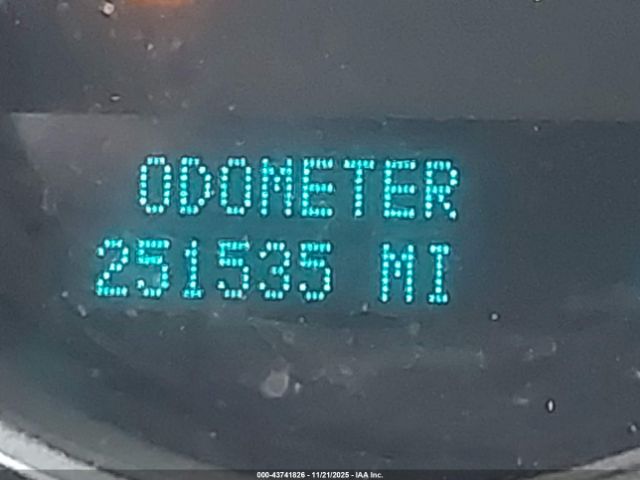 ODOMETER
251535 MI
000-43741826 - 11/21/2025 - IAA Inc.